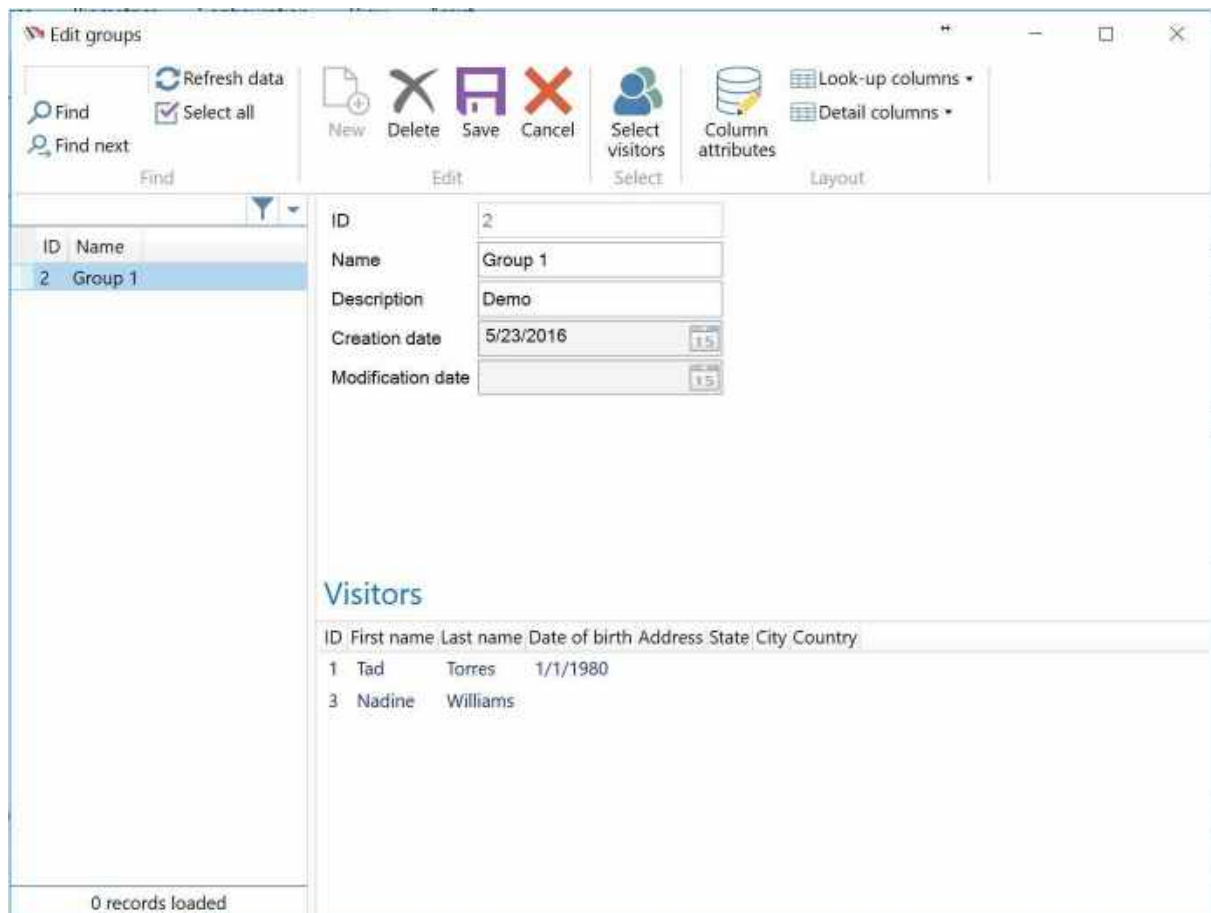 Edit groups
Refresh data
Find
Select all
Find next
Find
New
Delete
Save
Cancel
Edit
Select visitors
Select
Column attributes
Look-up columns
Detail columns
Layout
ID Name
2 Group 1
0 records loaded
ID 2
Name Group 1
Description Demo
Creation date 5/23/2016 15
Modification date 15
Visitors
ID First name Last name Date of birth Address State City Country
1 Tad Torres 1/1/1980
3 Nadine Williams